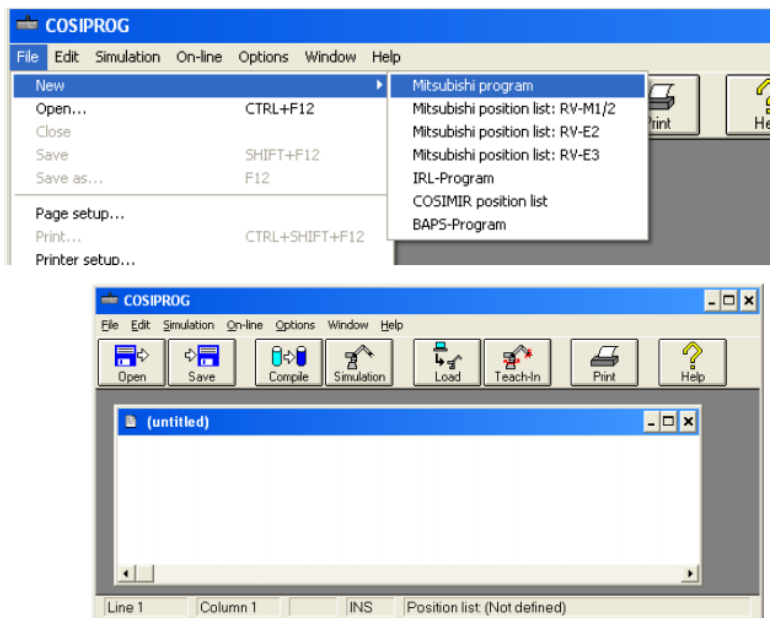 COSIPROG
File Edit Simulation On-line Options Window Help
New
Open... CTRL+F12
Close
Save SHIFT+F12
Save as... F12
Page setup...
Print... CTRL+SHIFT+F12
Printer setup...
Mitsubishi program
Mitsubishi position list: RV-M1/2
Mitsubishi position list: RV-E2
Mitsubishi position list: RV-E3
IRL-Program
COSIMIR position list
BAPS-Program
Print He
COSIPROG
File Edit Simulation On-line Options Window Help
Open Save Compile Simulation Load Teach-In Print Help
(untitled)
Line 1 Column 1 INS Position list: (Not defined)